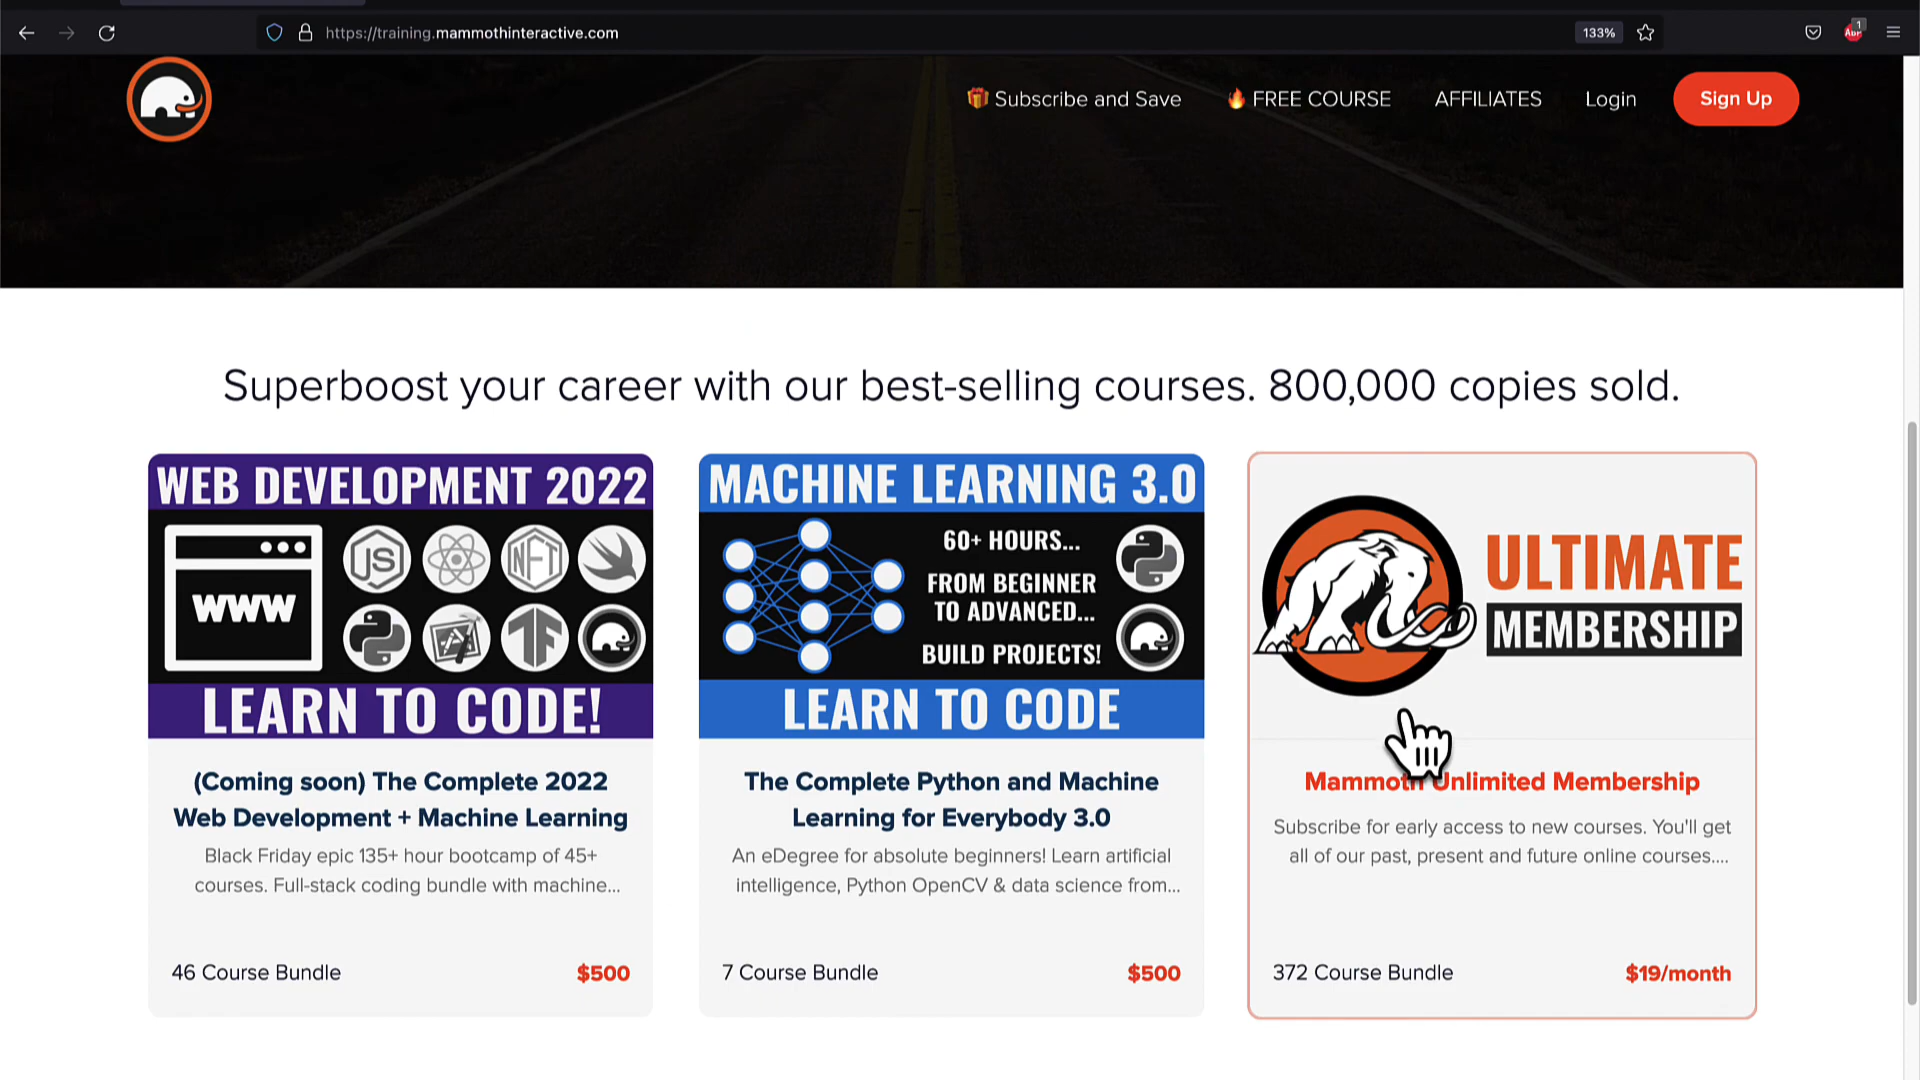 https://training.mammothinteractive.com
133%
1
ABP
Subscribe and Save
FREE COURSE
AFFILIATES
Login
Sign Up
Superboost your career with our best-selling courses. 800,000 copies sold.
WEB DEVELOPMENT 2022
WWW
JS
NFT
LEARN TO CODE!
(Coming soon) The Complete 2022
Web Development + Machine Learning
Black Friday epic 135+ hour bootcamp of 45+
courses. Full-stack coding bundle with machine...
46 Course Bundle
$500
MACHINE LEARNING 3.0
60+ HOURS...
FROM BEGINNER
TO ADVANCED...
BUILD PROJECTS!
LEARN TO CODE
The Complete Python and Machine
Learning for Everybody 3.0
An eDegree for absolute beginners! Learn artificial
intelligence, Python OpenCV & data science from...
7 Course Bundle
$500
ULTIMATE
MEMBERSHIP
Mammoth Unlimited Membership
Subscribe for early access to new courses. You'll get
all of our past, present and future online courses....
372 Course Bundle
$19/month